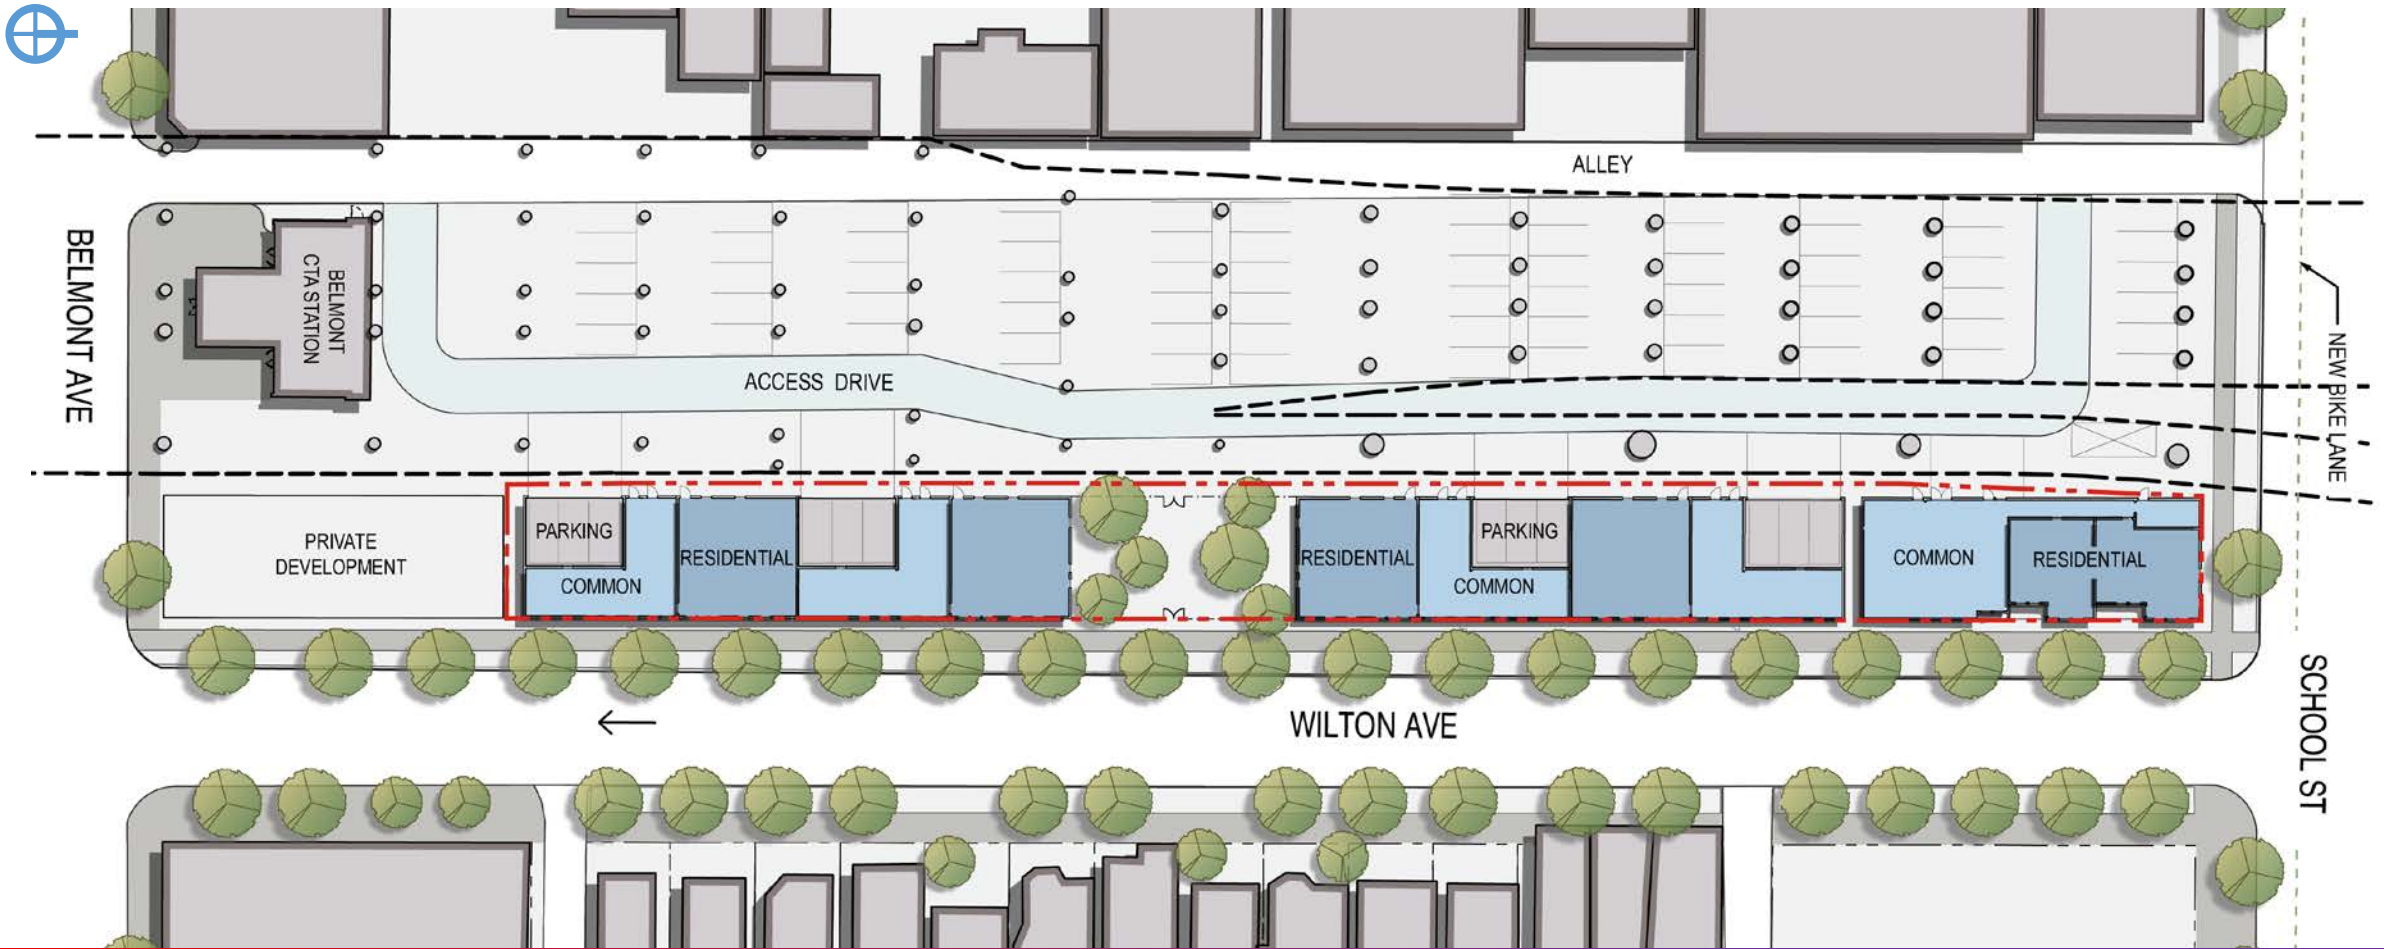 ALLEY
BELMONT AVE
BELMONT
CTA STATION
ACCESS DRIVE
NEW BIKE LANE
PRIVATE
DEVELOPMENT
PARKING
COMMON
RESIDENTIAL
RESIDENTIAL
PARKING
COMMON
COMMON
RESIDENTIAL
WILTON AVE
SCHOOL ST